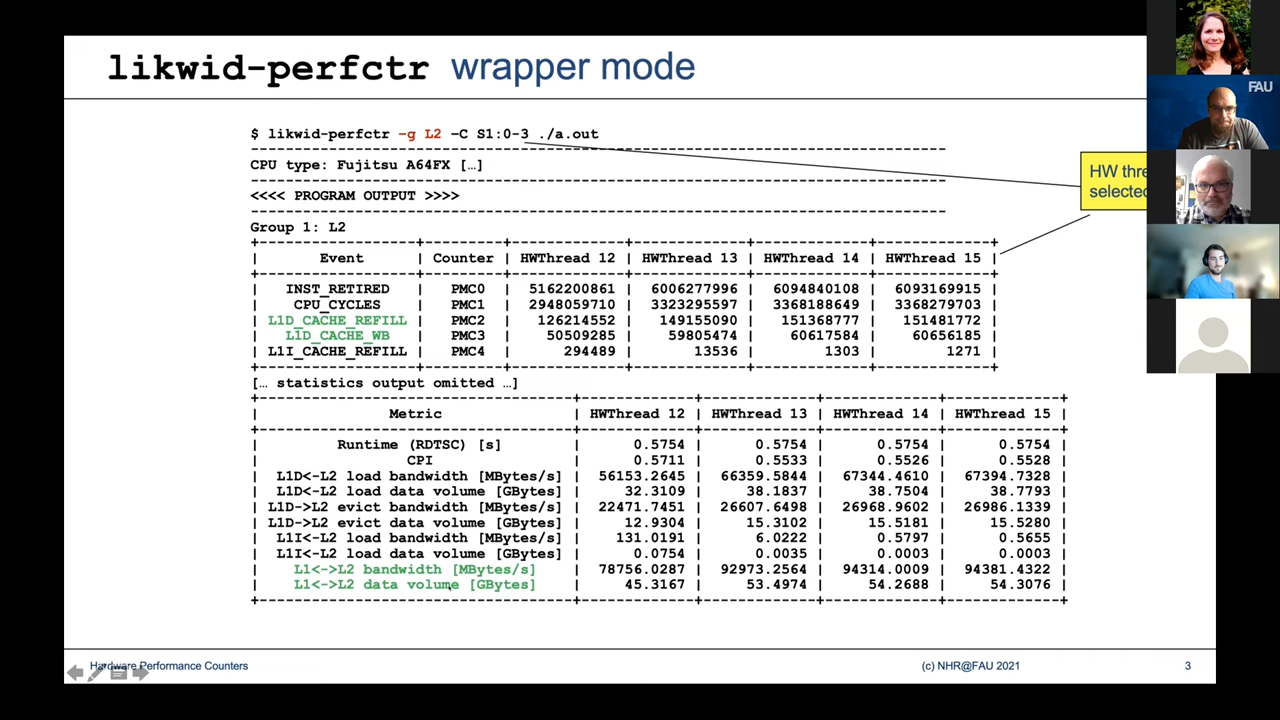 likwid-perfctr wrapper mode
FAU
$ likwid-perfctr -g L2 -C S1:0-3 ./a.out
--------------------------------------------------------------------------------
CPU type: Fujitsu A64FX […]
--------------------------------------------------------------------------------
<<<< PROGRAM OUTPUT >>>>
--------------------------------------------------------------------------------
HW thre
selected
Group 1: L2
| Event | Counter | HWThread 12 | HWThread 13 | HWThread 14 | HWThread 15 |
| INST_RETIRED | PMC0 | 5162200861 | 6006277996 | 6094840108 | 6093169915 |
| CPU_CYCLES | PMC1 | 2948059710 | 3323295597 | 3368188649 | 3368279703 |
| L1D_CACHE_REFILL | PMC2 | 126214552 | 149155090 | 151368777 | 151481772 |
| L1D_CACHE_WB | PMC3 | 50509285 | 59805474 | 60617584 | 60656185 |
| L1I_CACHE_REFILL | PMC4 | 294489 | 13536 | 1303 | 1271 |
[… statistics output omitted …]
| Metric | HWThread 12 | HWThread 13 | HWThread 14 | HWThread 15 |
| Runtime (RDTSC) [s] | 0.5754 | 0.5754 | 0.5754 | 0.5754 |
| CPI | 0.5711 | 0.5533 | 0.5526 | 0.5528 |
| L1D<-L2 load bandwidth [MBytes/s] | 56153.2645 | 66359.5844 | 67344.4610 | 67394.7328 |
| L1D<-L2 load data volume [GBytes] | 32.3109 | 38.1837 | 38.7504 | 38.7793 |
| L1D->L2 evict bandwidth [MBytes/s] | 22471.7451 | 26607.6498 | 26968.9602 | 26986.1339 |
| L1D->L2 evict data volume [GBytes] | 12.9304 | 15.3102 | 15.5181 | 15.5280 |
| L1I<-L2 load bandwidth [MBytes/s] | 131.0191 | 6.0222 | 0.5797 | 0.5655 |
| L1I<-L2 load data volume [GBytes] | 0.0754 | 0.0035 | 0.0003 | 0.0003 |
| L1<->L2 bandwidth [MBytes/s] | 78756.0287 | 92973.2564 | 94314.0009 | 94381.4322 |
| L1<->L2 data volume [GBytes] | 45.3167 | 53.4974 | 54.2688 | 54.3076 |
Hardware Performance Counters
(c) NHR@FAU 2021
3